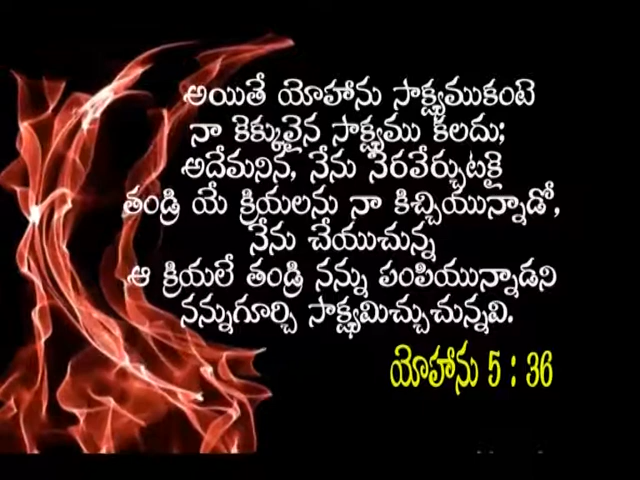 అయితే యోహాను సాక్ష్యముకంటె
నా కెక్కువైన సాక్ష్యము కలదు;
అదేమనిన, నేను నెరవేర్చుటకై
తండ్రి యే క్రియలను నా కిచ్చియున్నాడో,
నేను చేయుచున్న
ఆ క్రియలే తండ్రి నన్ను పంపియున్నాడని
నన్నుగూర్చి సాక్ష్యమిచ్చుచున్నవి.
యోహాను 5 : 36